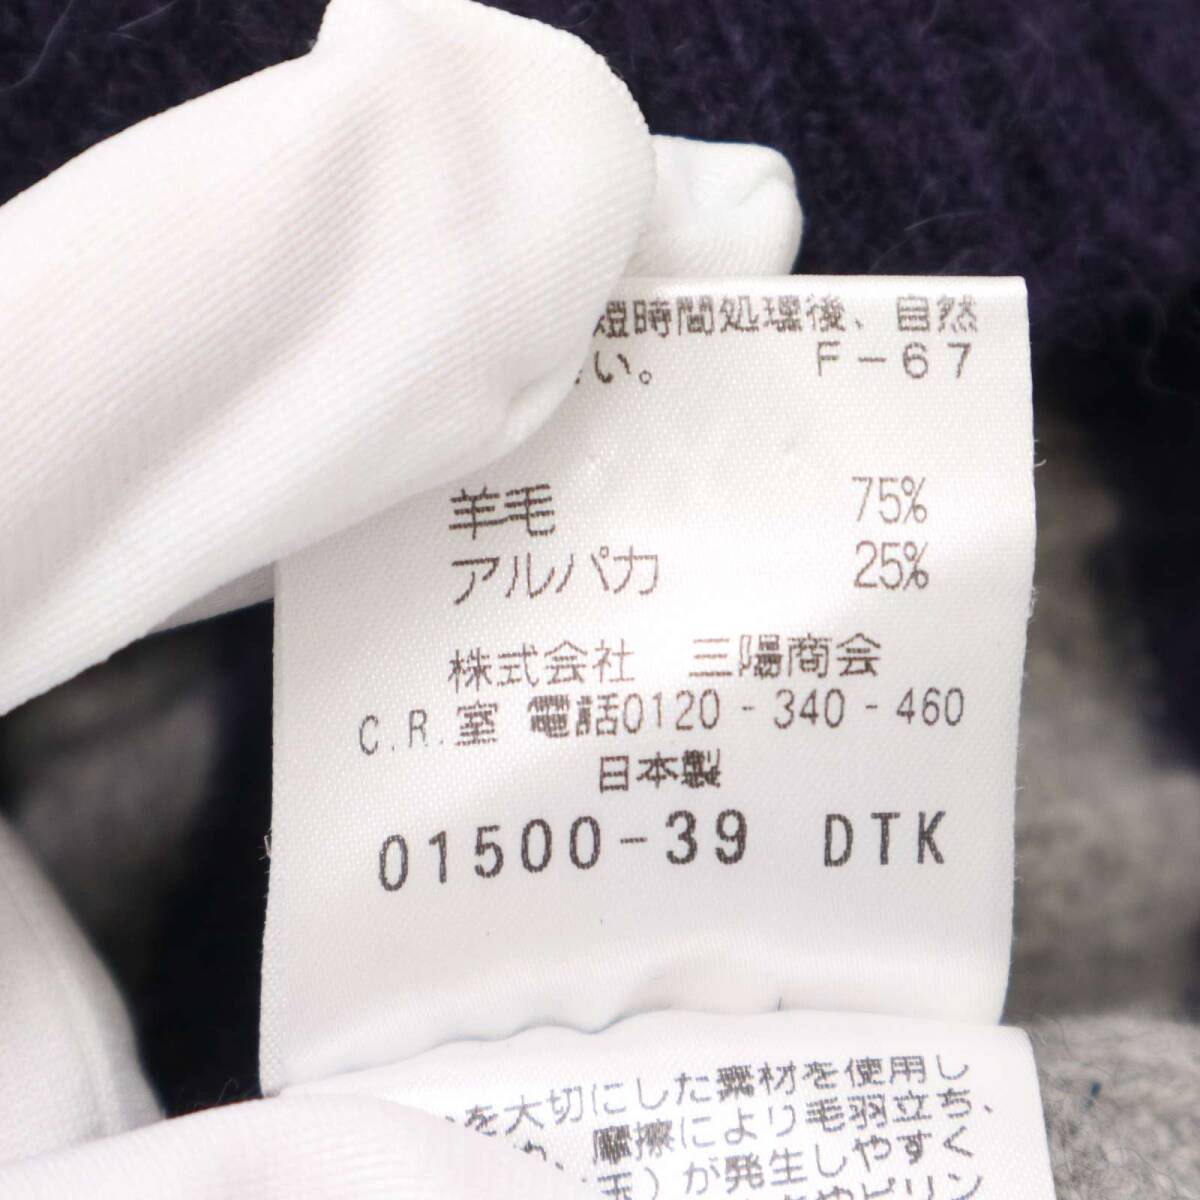 短時間処理後、自然
い。 F-67
羊毛 75%
アルパカ 25%
株式会社 三陽商会
C.R.室 電話0120-340-460
日本製
01500-39 DTK
を大切にした素材を使用し
摩擦により毛羽立ち、
玉)が発生しやすく